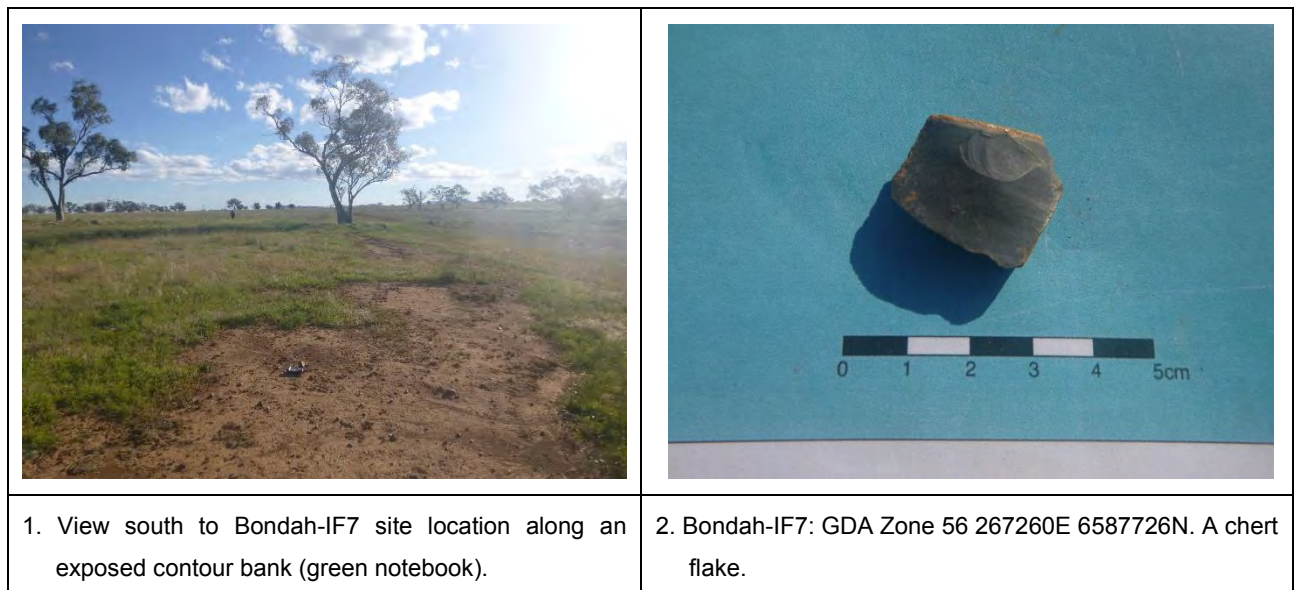 0 1 2 3 4 5cm
1. View south to Bondah-IF7 site location along an
exposed contour bank (green notebook).
2. Bondah-IF7: GDA Zone 56 267260E 6587726N. A chert
flake.